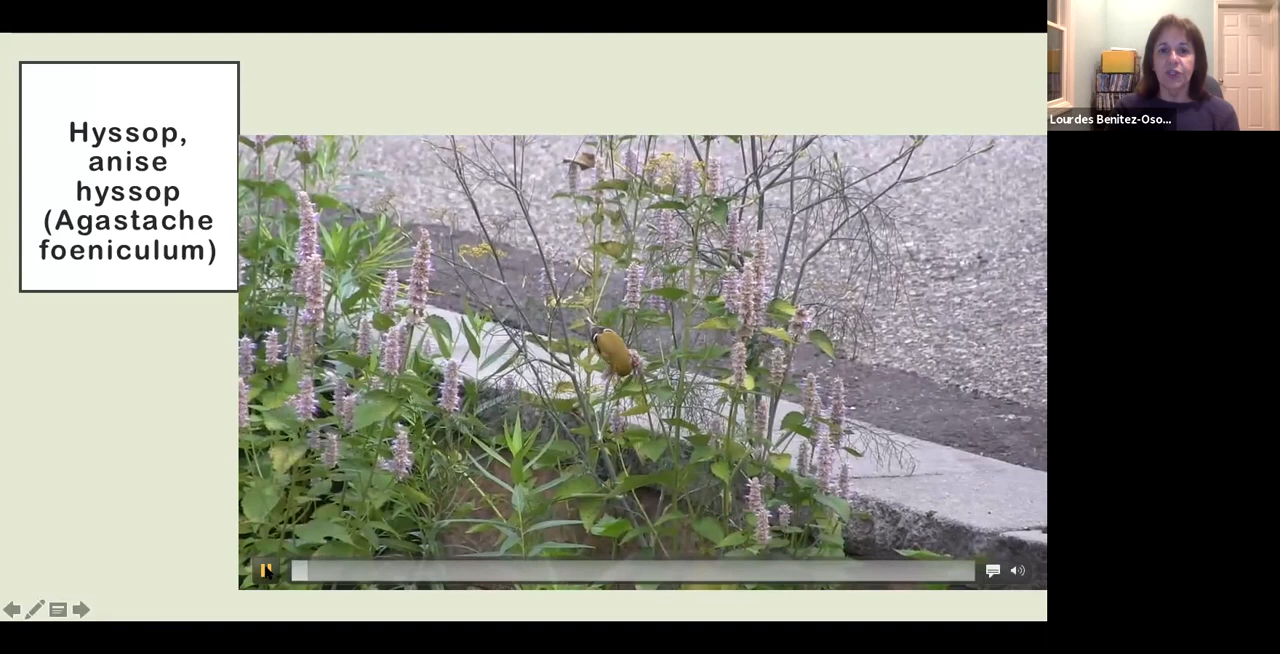 Hyssop,
anise
hyssop
(Agastache
foeniculum)
Lourdes Benitez-Oso...